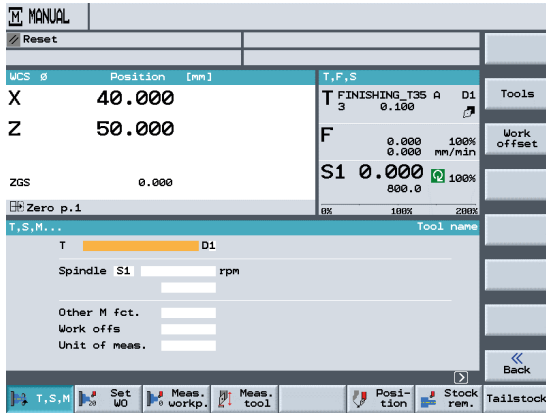 M MANUAL
Reset
WCS Ø Position [mm]
X 40.000
Z 50.000
ZGS 0.000
Zero p.1
T,F,S
T FINISHING_T35 A D1
3 0.100
F 0.000 100%
0.000 mm/min
S1 0.000 100%
800.0
0% 100% 200%
Tools
Work
offset
T,S,M... Tool name
T D1
Spindle S1 rpm
Other M fct.
Work offs
Unit of meas.
Back
T,S,M
Set
WO
Meas.
workp.
Meas.
tool
Posi-
tion
Stock
rem.
Tailstock